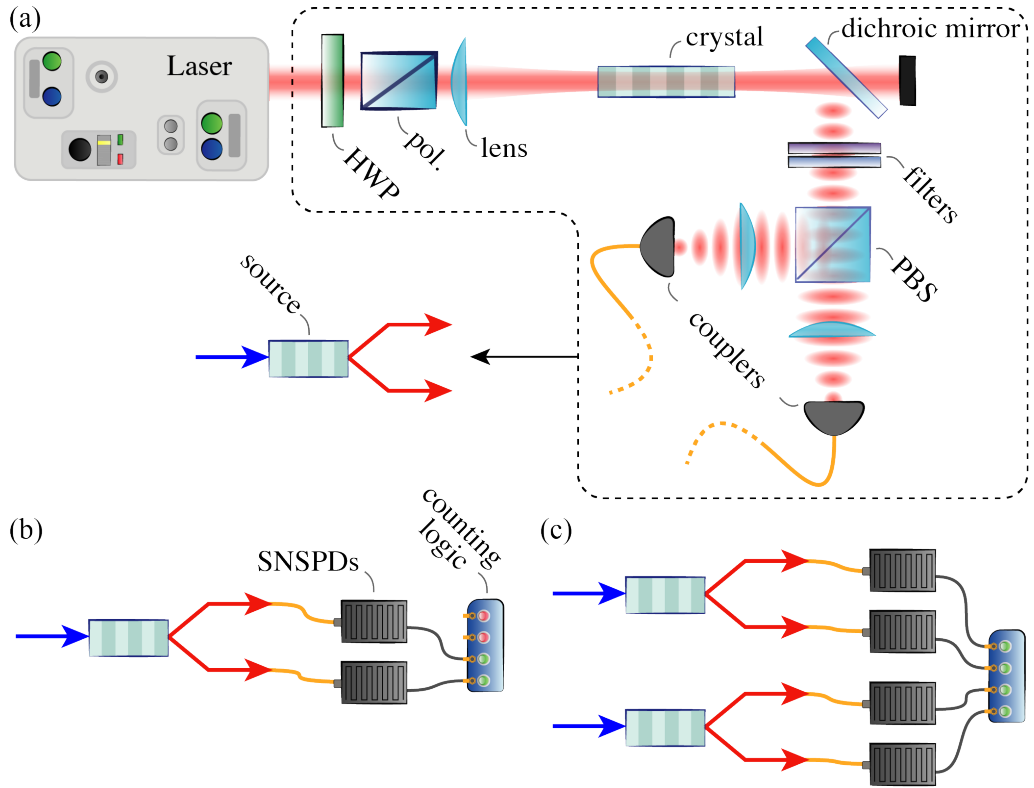 (a)
Laser
HWP
pol.
lens
crystal
dichroic mirror
filters
PBS
couplers
source
(b)
SNSPDs
counting
logic
(c)